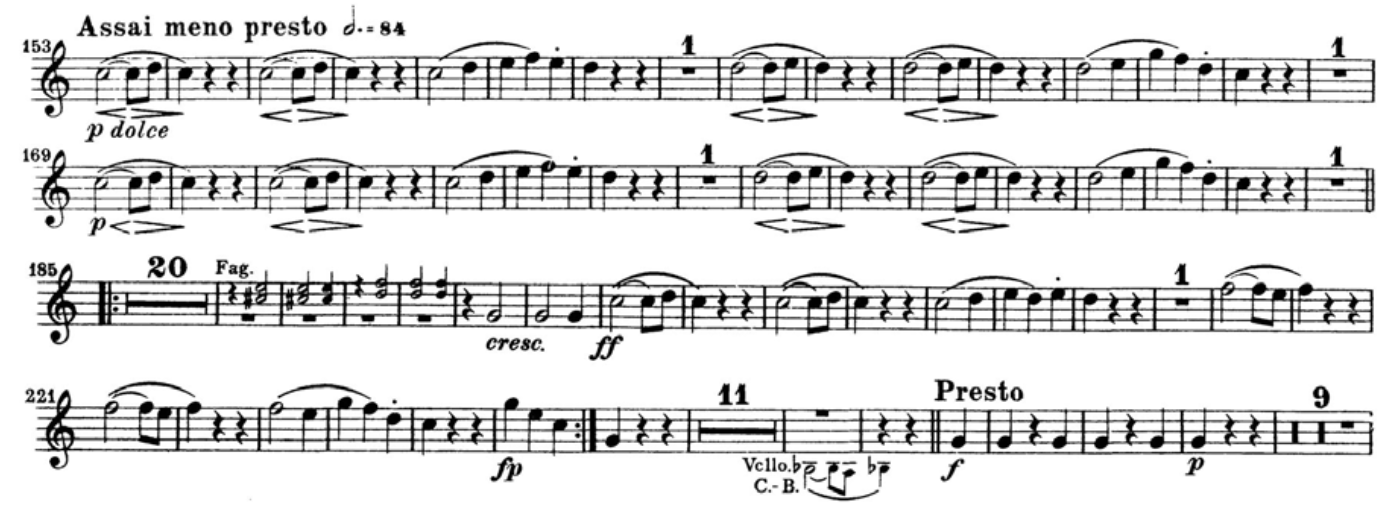 Assai meno presto 𝅗𝅥. = 84
153 1 1
p dolce
169 1 1
p
185 20 Fag. 1
cresc. ff
221 11 Presto 9
fp Vcllo. f p
C.-B.